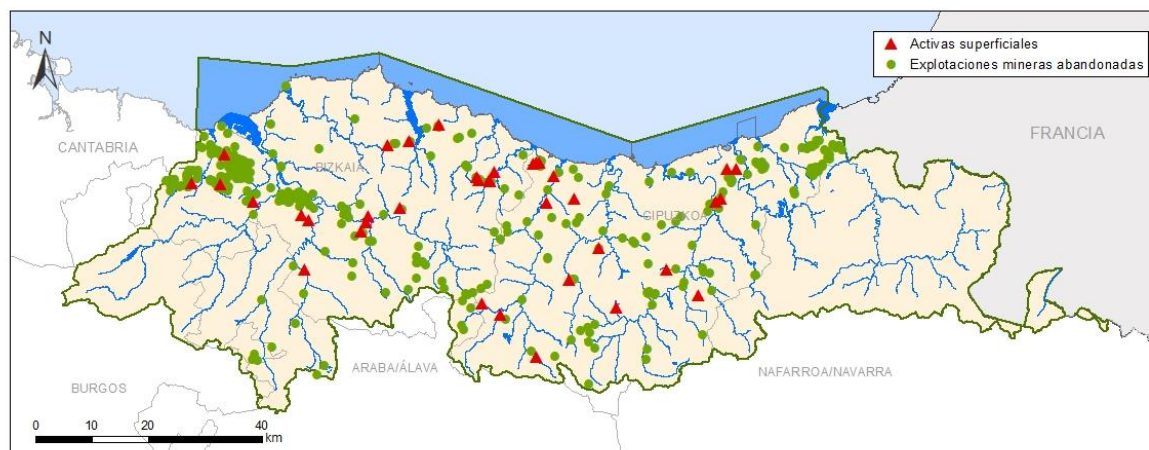 N
Activas superficiales
Explotaciones mineras abandonadas
CANTABRIA
FRANCIA
BIZKAIA
GIPUZKOA
ARABA/ÁLAVA
NAFARROA/NAVARRA
BURGOS
0 10 20 40
km